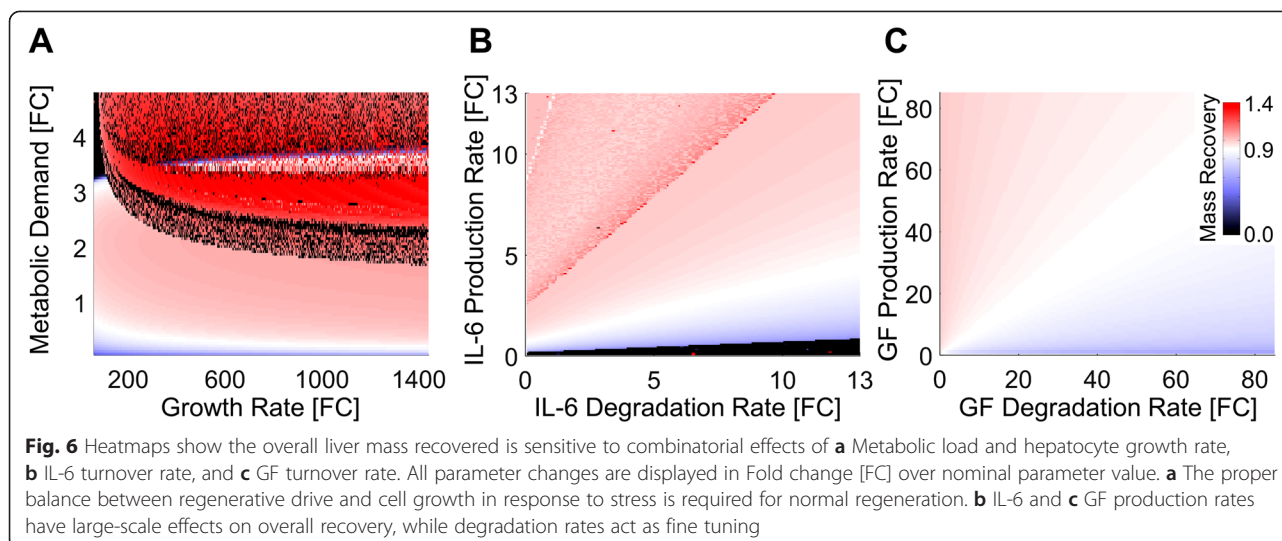 A
B
C
Metabolic Demand [FC]
4
3
2
1
200
600
1000
1400
Growth Rate [FC]
IL-6 Production Rate [FC]
13
10
5
0
0
5
10
13
IL-6 Degradation Rate [FC]
GF Production Rate [FC]
80
60
40
20
0
0
20
40
60
80
GF Degradation Rate [FC]
Mass Recovery
1.4
0.9
0.0
Fig. 6 Heatmaps show the overall liver mass recovered is sensitive to combinatorial effects of a Metabolic load and hepatocyte growth rate,
b IL-6 turnover rate, and c GF turnover rate. All parameter changes are displayed in Fold change [FC] over nominal parameter value. a The proper
balance between regenerative drive and cell growth in response to stress is required for normal regeneration. b IL-6 and c GF production rates
have large-scale effects on overall recovery, while degradation rates act as fine tuning